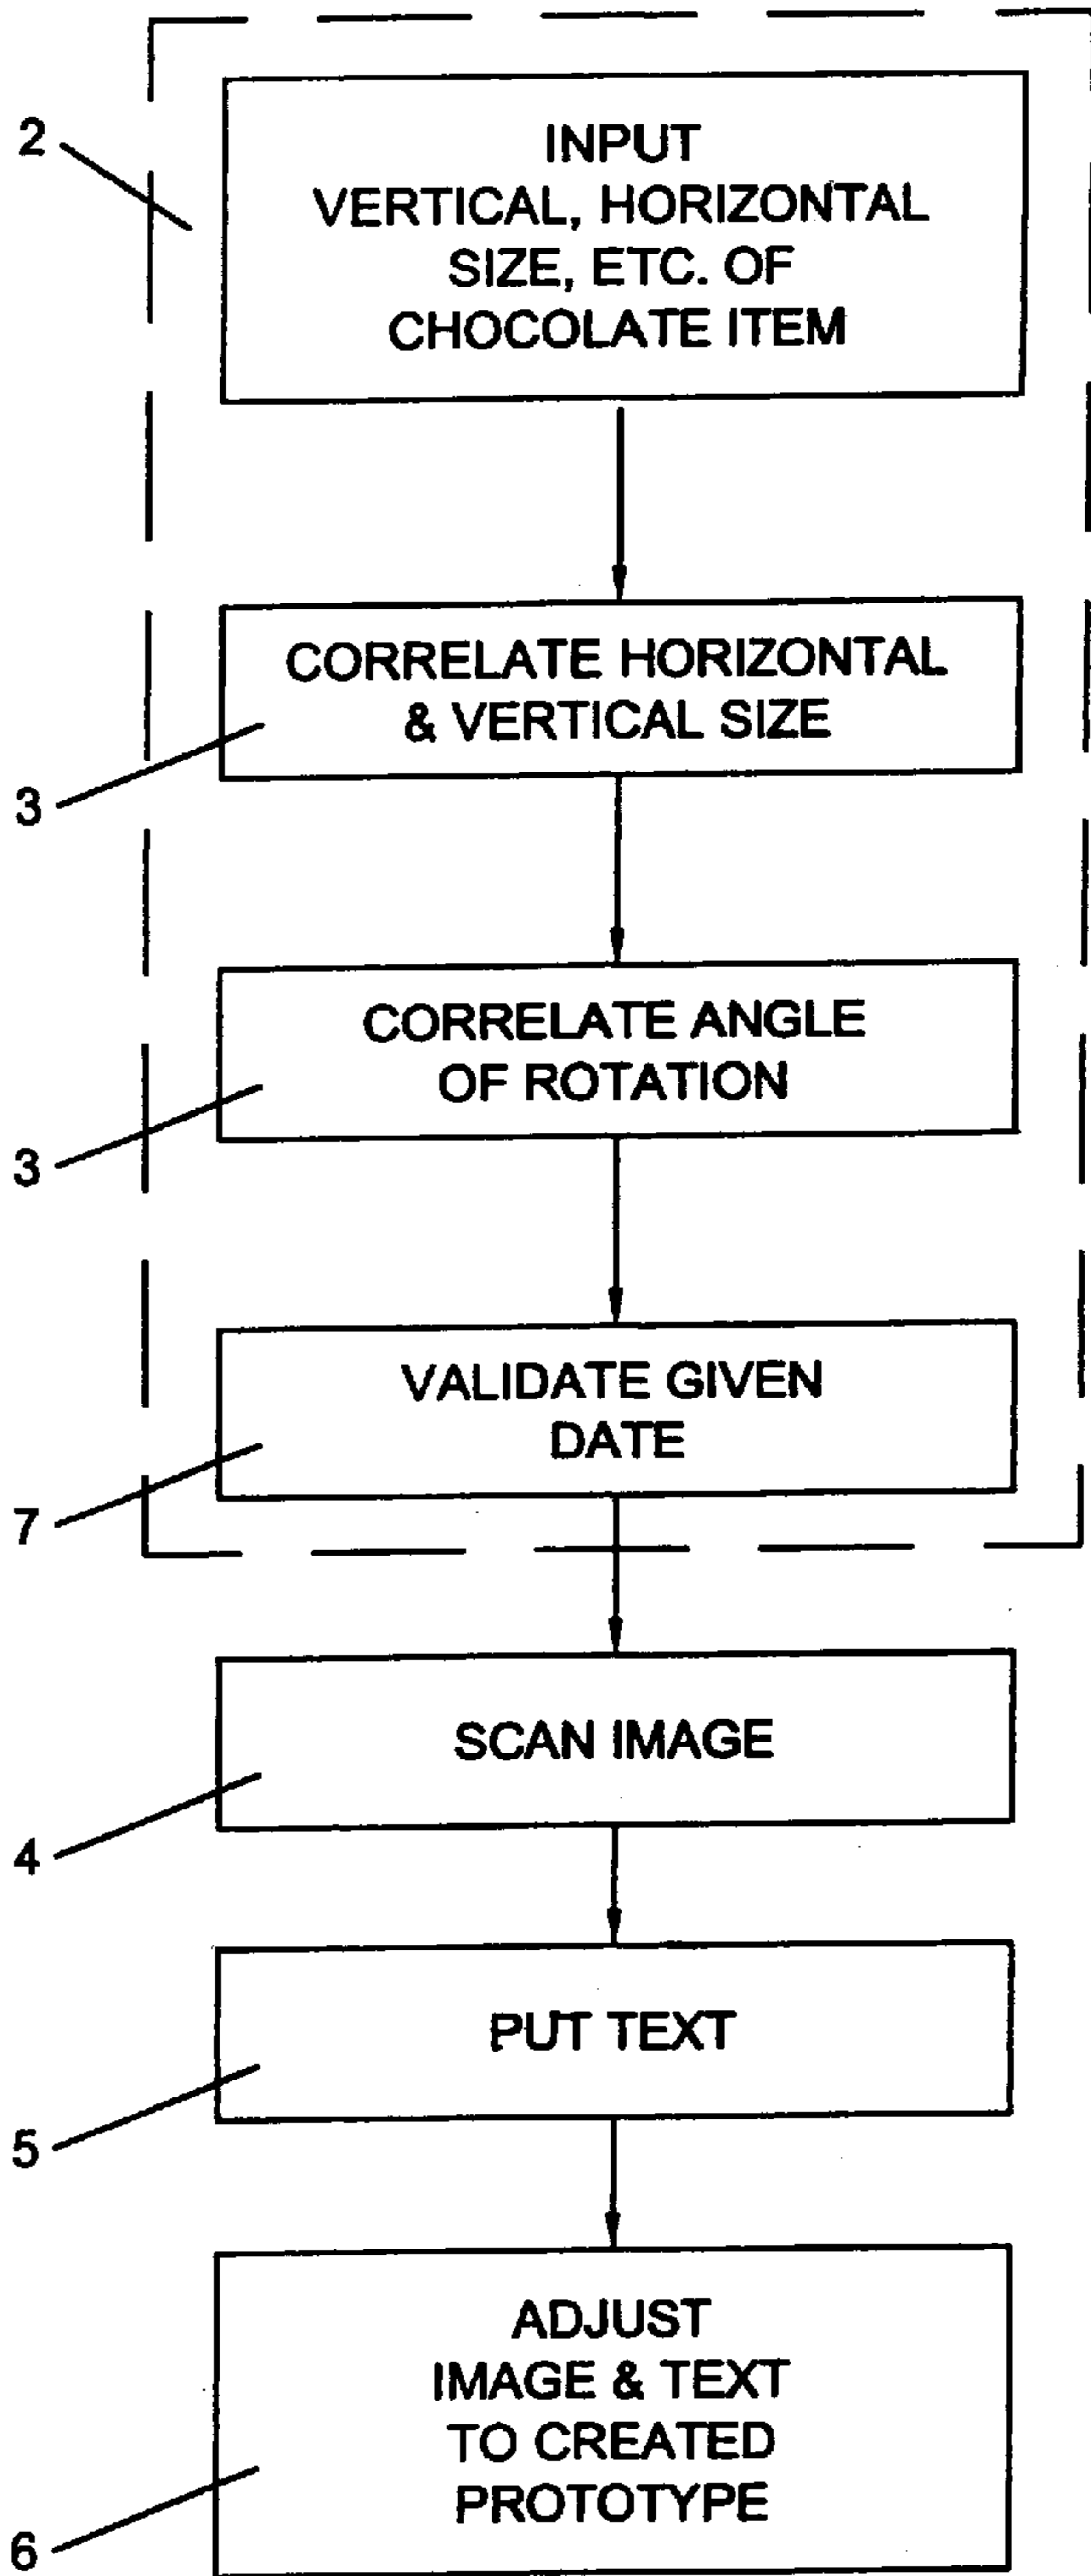 2
INPUT
VERTICAL, HORIZONTAL
SIZE, ETC. OF
CHOCOLATE ITEM
CORRELATE HORIZONTAL
& VERTICAL SIZE
3
CORRELATE ANGLE
OF ROTATION
3
VALIDATE GIVEN
DATE
7
SCAN IMAGE
4
PUT TEXT
5
ADJUST
IMAGE & TEXT
TO CREATED
PROTOTYPE
6